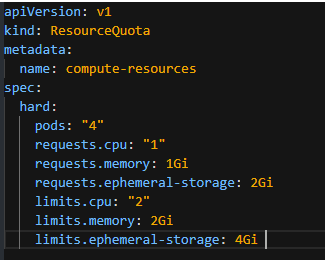 apiVersion: v1
kind: ResourceQuota
metadata:
  name: compute-resources
spec:
  hard:
    pods: "4"
    requests.cpu: "1"
    requests.memory: 1Gi
    requests.ephemeral-storage: 2Gi
    limits.cpu: "2"
    limits.memory: 2Gi
    limits.ephemeral-storage: 4Gi